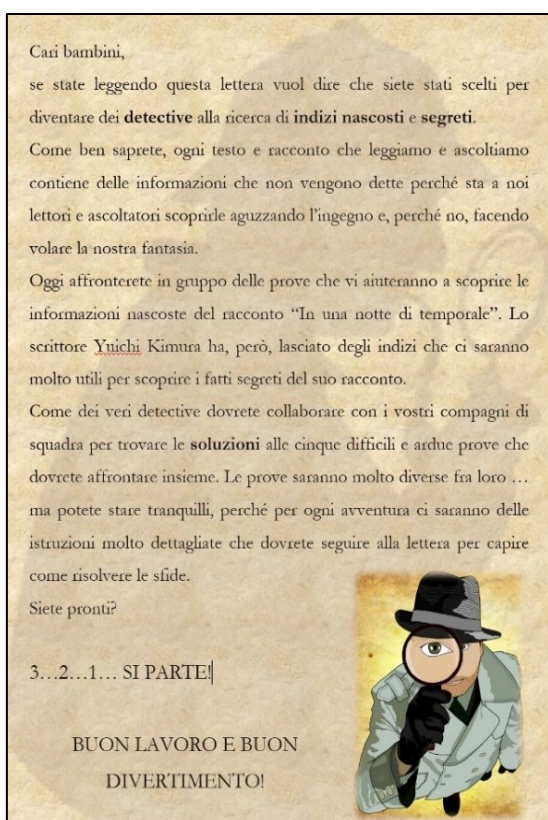 Cari bambini,
se state leggendo questa lettera vuol dire che siete stati scelti per
diventare dei detective alla ricerca di indizi nascosti e segreti.
Come ben saprete, ogni testo e racconto che leggiamo e ascoltiamo
contiene delle informazioni che non vengono dette perché sta a noi
lettori e ascoltatori scoprirle aguzzando l'ingegno e, perché no, facendo
volare la nostra fantasia.
Oggi affronterete in gruppo delle prove che vi aiuteranno a scoprire le
informazioni nascoste del racconto “In una notte di temporale”. Lo
scrittore Yuichi Kimura ha, però, lasciato degli indizi che ci saranno
molto utili per scoprire i fatti segreti del suo racconto.
Come dei veri detective dovrete collaborare con i vostri compagni di
squadra per trovare le soluzioni alle cinque difficili e ardue prove che
dovrete affrontare insieme. Le prove saranno molto diverse fra loro …
ma potete stare tranquilli, perché per ogni avventura ci saranno delle
istruzioni molto dettagliate che dovrete seguire alla lettera per capire
come risolvere le sfide.
Siete pronti?
3…2…1… SI PARTE!
BUON LAVORO E BUON
DIVERTIMENTO!